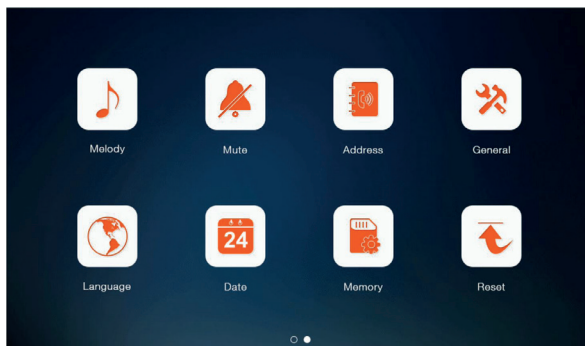 Melody
Mute
Address
General
24
Language
Date
Memory
Reset